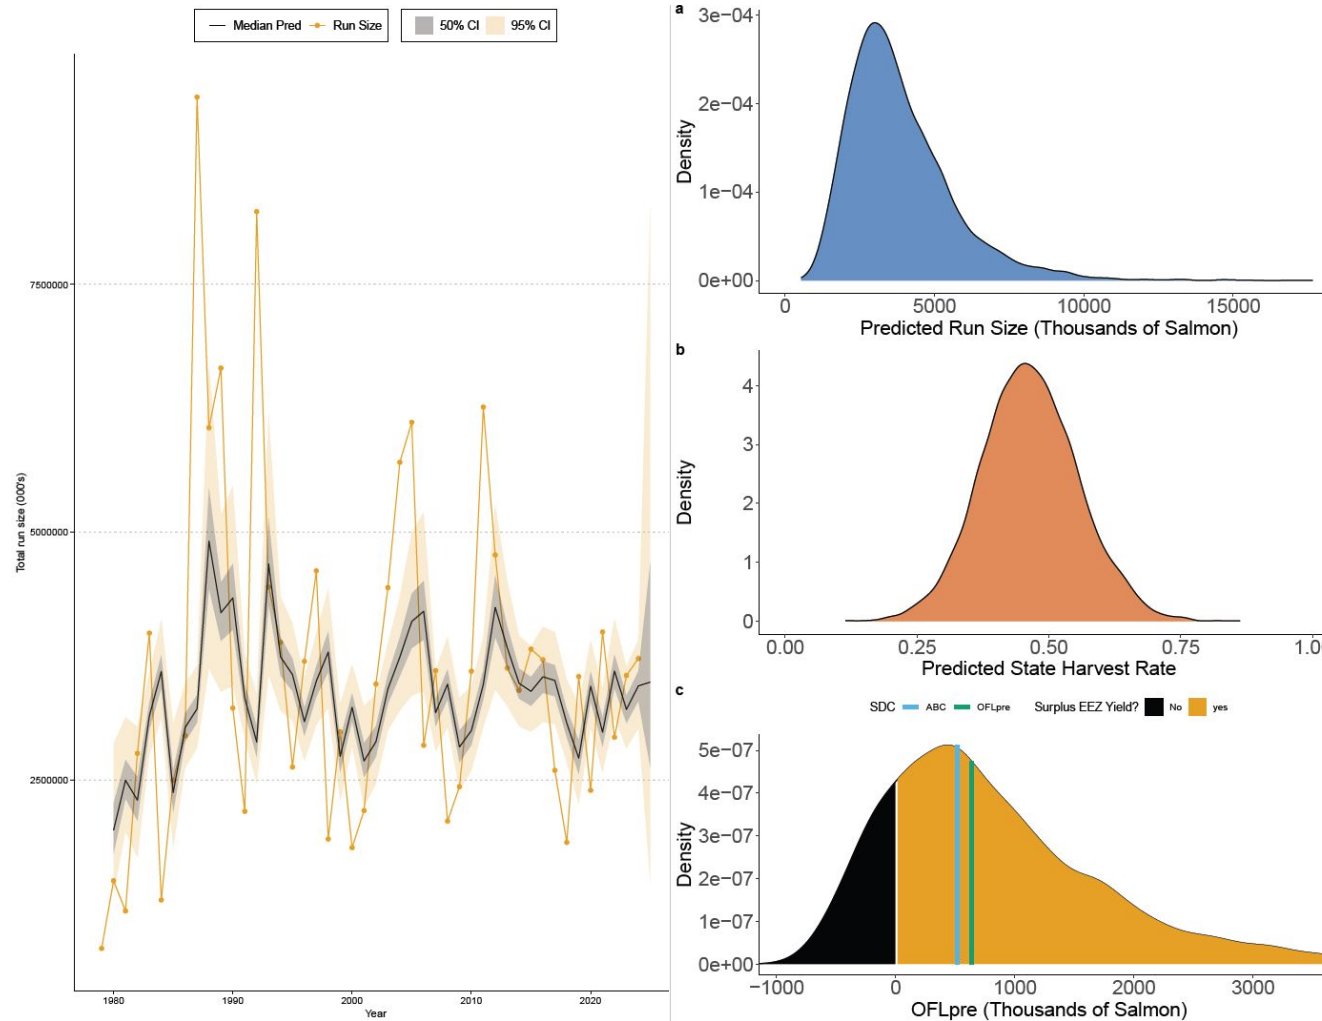 Median Pred Run Size 50% CI 95% CI
Total run size (000's)
7500000
5000000
2500000
1980 1990 2000 2010 2020
Year
a
Density
3e−04
2e−04
1e−04
0e+00
0 5000 10000 15000
Predicted Run Size (Thousands of Salmon)
b
Density
4
3
2
1
0
0.00 0.25 0.50 0.75 1.0
Predicted State Harvest Rate
c
SDC ABC OFLpre Surplus EEZ Yield? No yes
Density
5e−07
4e−07
3e−07
2e−07
1e−07
0e+00
−1000 0 1000 2000 3000
OFLpre (Thousands of Salmon)